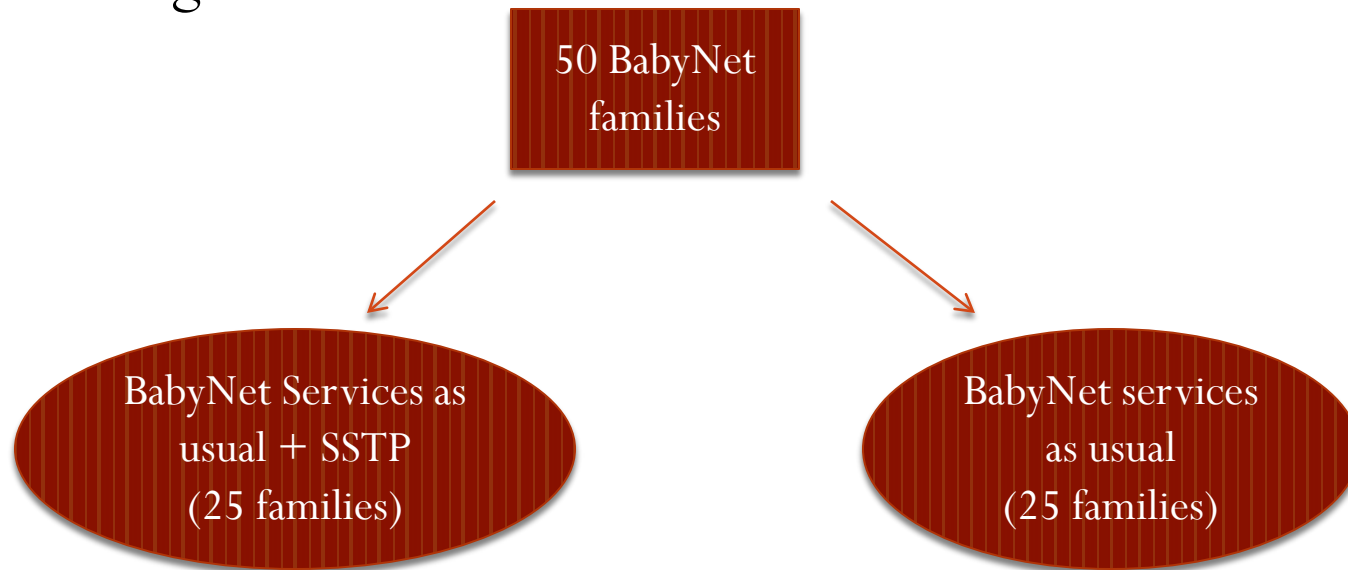 50 BabyNet
families
BabyNet Services as
usual + SSTP
(25 families)
BabyNet services
as usual
(25 families)